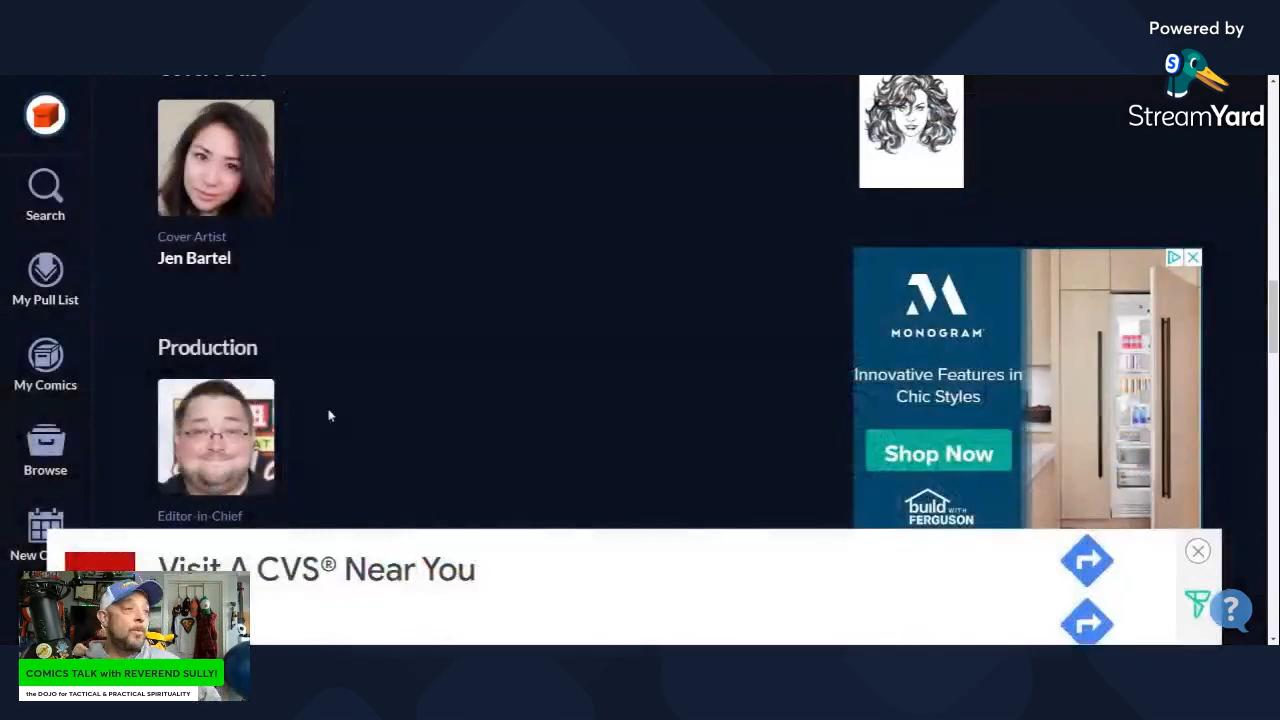 Powered by
StreamYard
Search
My Pull List
My Comics
Browse
New C
Cover Artist
Jen Bartel
Production
Editor-in-Chief
MONOGRAM
Innovative Features in
Chic Styles
Shop Now
build WITH
FERGUSON
Visit A CVS® Near You
COMICS TALK with REVEREND SULLY!
the DOJO for TACTICAL & PRACTICAL SPIRITUALITY